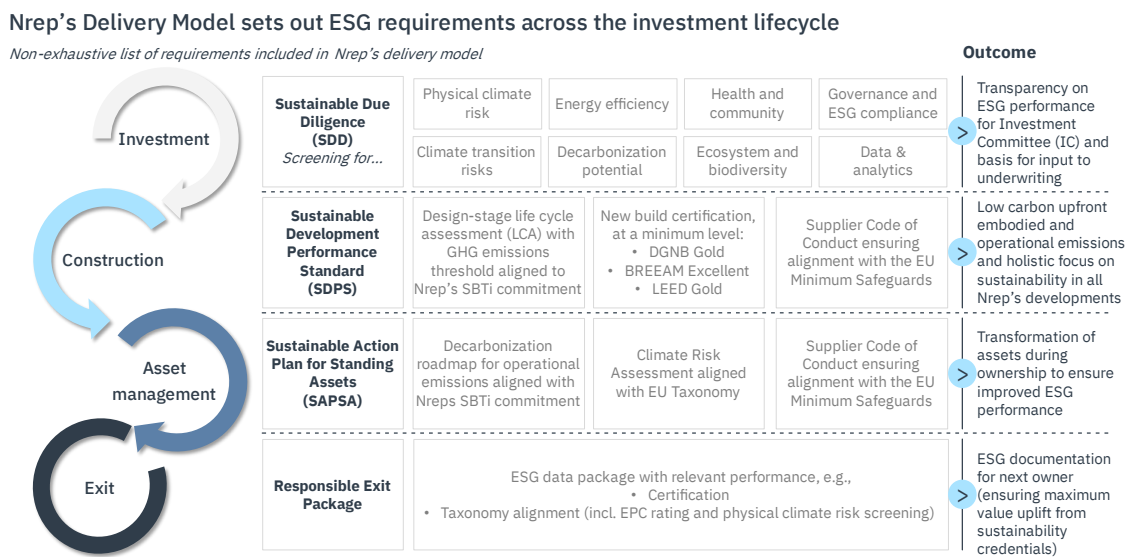 Nrep's Delivery Model sets out ESG requirements across the investment lifecycle
Non-exhaustive list of requirements included in Nrep's delivery model
Outcome
Investment
Sustainable Due
Diligence
(SDD)
Screening for...
Physical climate
risk
Energy efficiency
Health and
community
Governance and
ESG compliance
Climate transition
risks
Decarbonization
potential
Ecosystem and
biodiversity
Data &
analytics
>
Transparency on
ESG performance
for Investment
Committee (IC) and
basis for input to
underwriting
Construction
Sustainable
Development
Performance
Standard
(SDPS)
Design-stage life cycle
assessment (LCA) with
GHG emissions
threshold aligned to
Nrep's SBTi commitment
New build certification,
at a minimum level:
• DGNB Gold
• BREEAM Excellent
• LEED Gold
Supplier Code of
Conduct ensuring
alignment with the EU
Minimum Safeguards
>
Low carbon upfront
embodied and
operational emissions
and holistic focus on
sustainability in all
Nrep's developments
Asset
management
Sustainable Action
Plan for Standing
Assets
(SAPSA)
Decarbonization
roadmap for operational
emissions aligned with
Nreps SBTi commitment
Climate Risk
Assessment aligned
with EU Taxonomy
Supplier Code of
Conduct ensuring
alignment with the EU
Minimum Safeguards
>
Transformation of
assets during
ownership to ensure
improved ESG
performance
Exit
Responsible Exit
Package
ESG data package with relevant performance, e.g.,
• Certification
• Taxonomy alignment (incl. EPC rating and physical climate risk screening)
>
ESG documentation
for next owner
(ensuring maximum
value uplift from
sustainability
credentials)